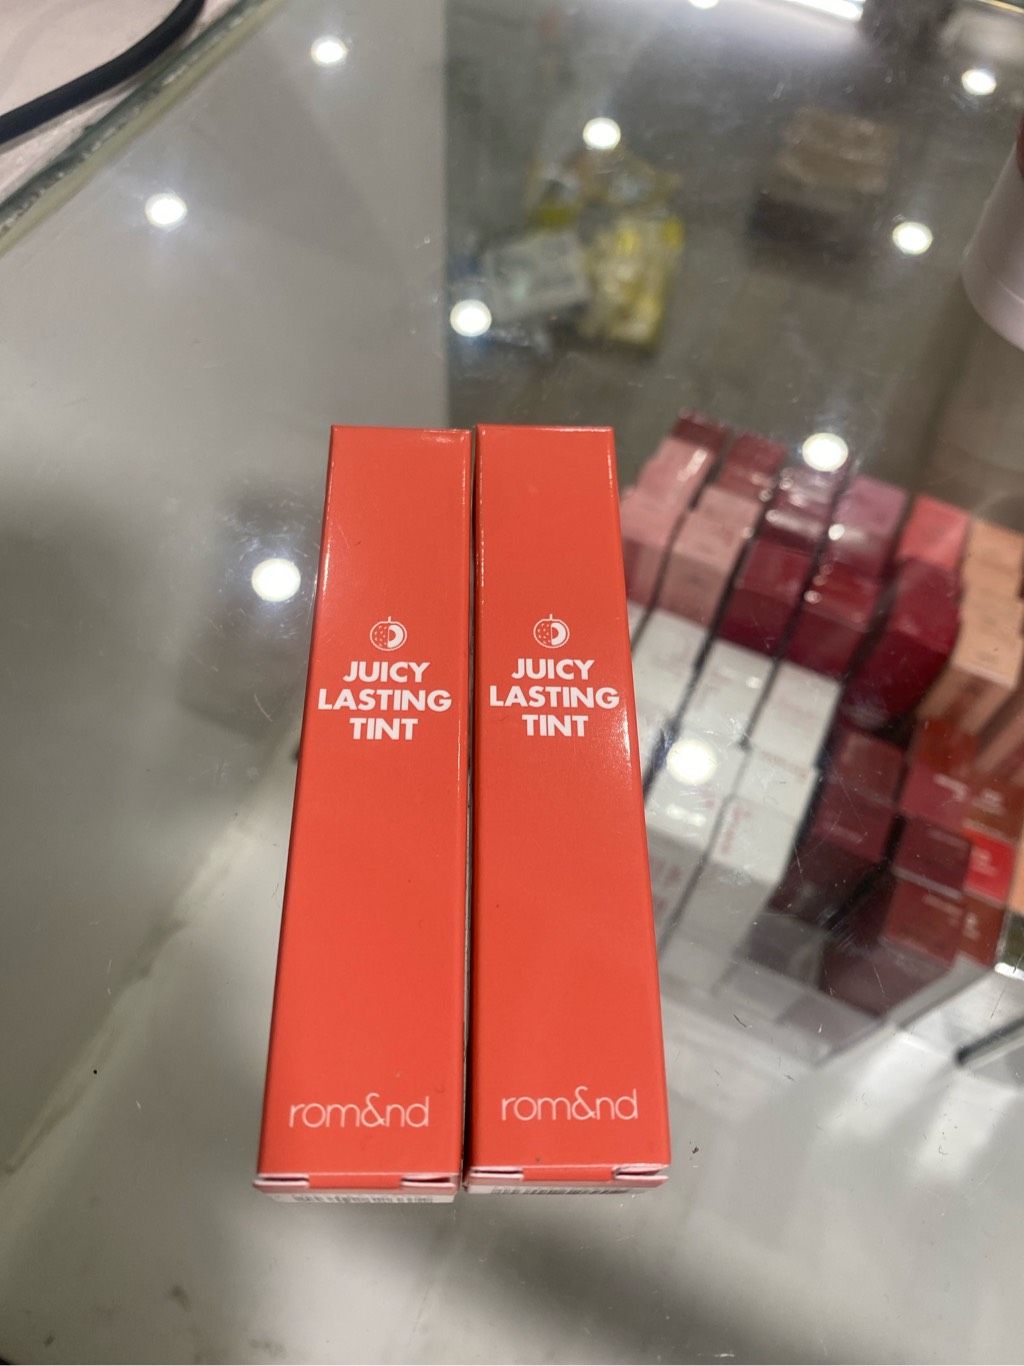 JUICY
LASTING
TINT
rom&nd
JUICY
LASTING
TINT
rom&nd